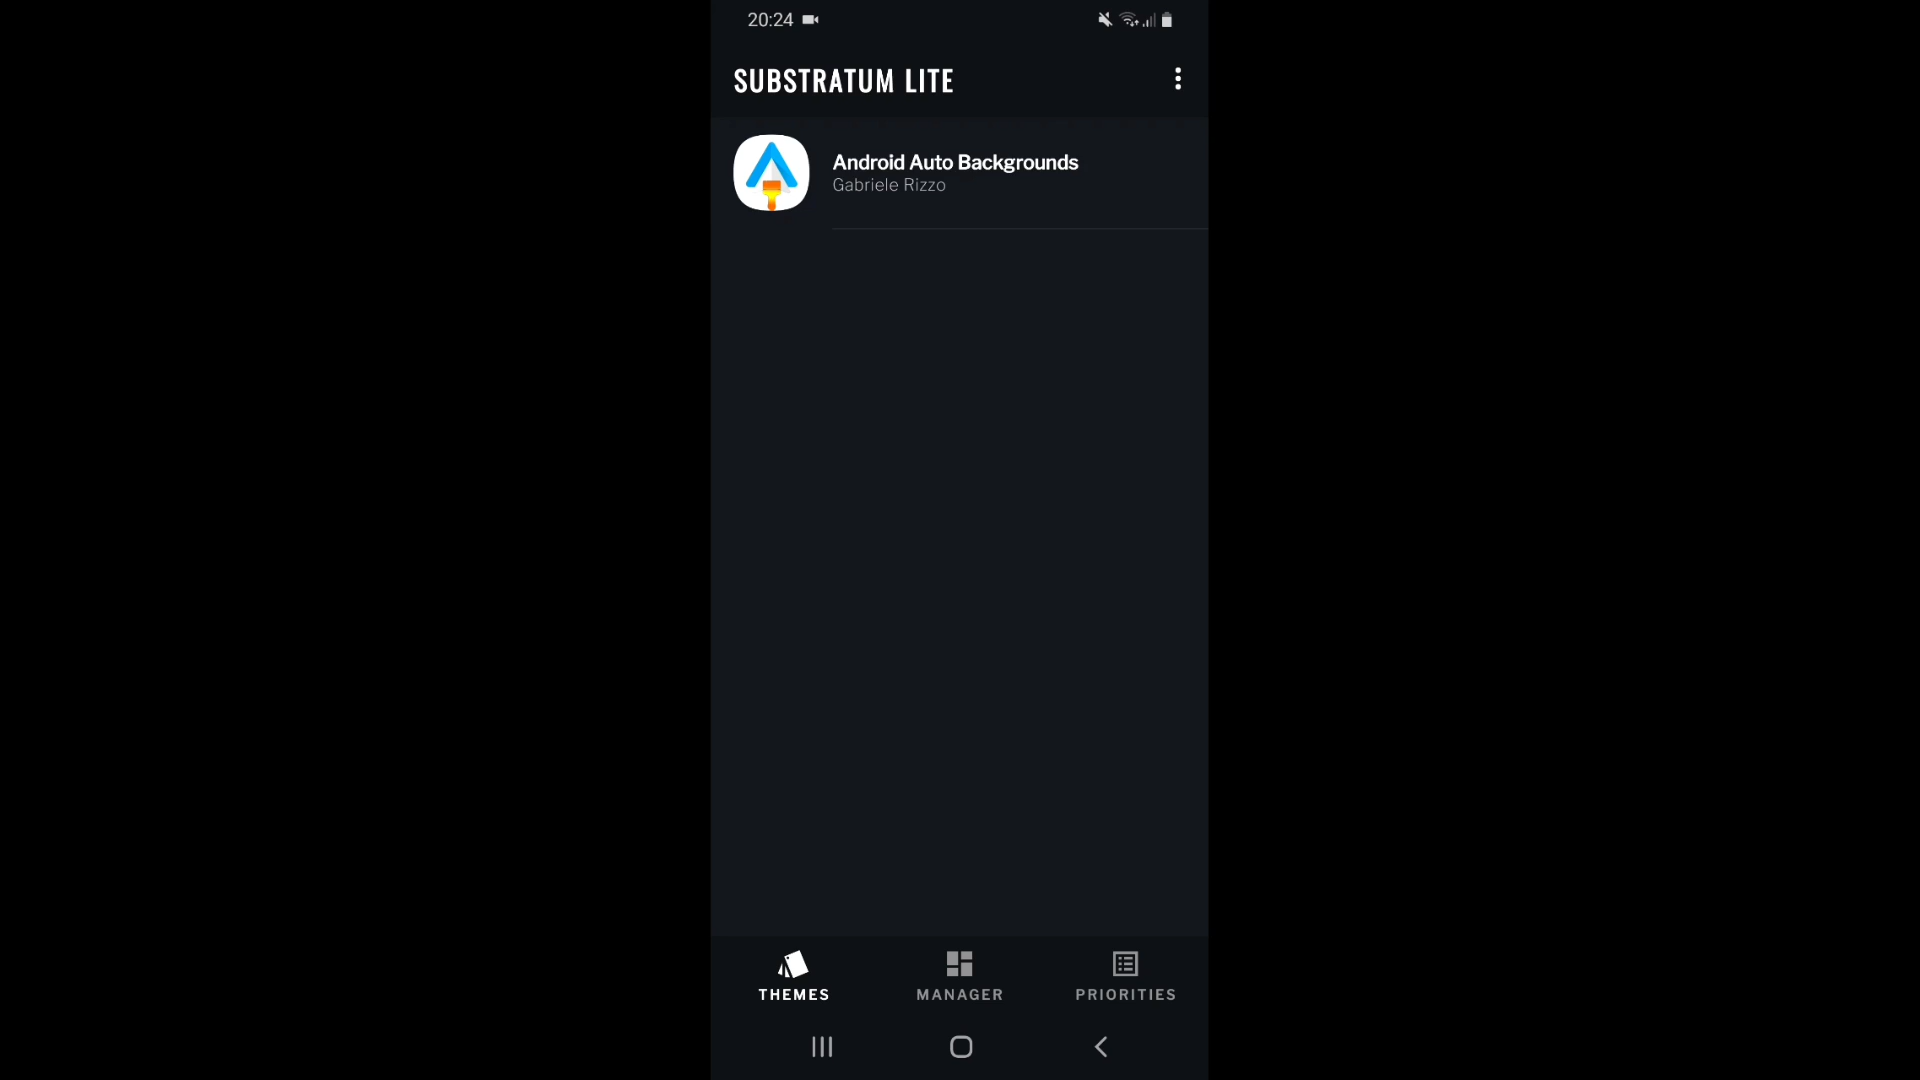 20:24
SUBSTRATUM LITE
Android Auto Backgrounds
Gabriele Rizzo
THEMES MANAGER PRIORITIES